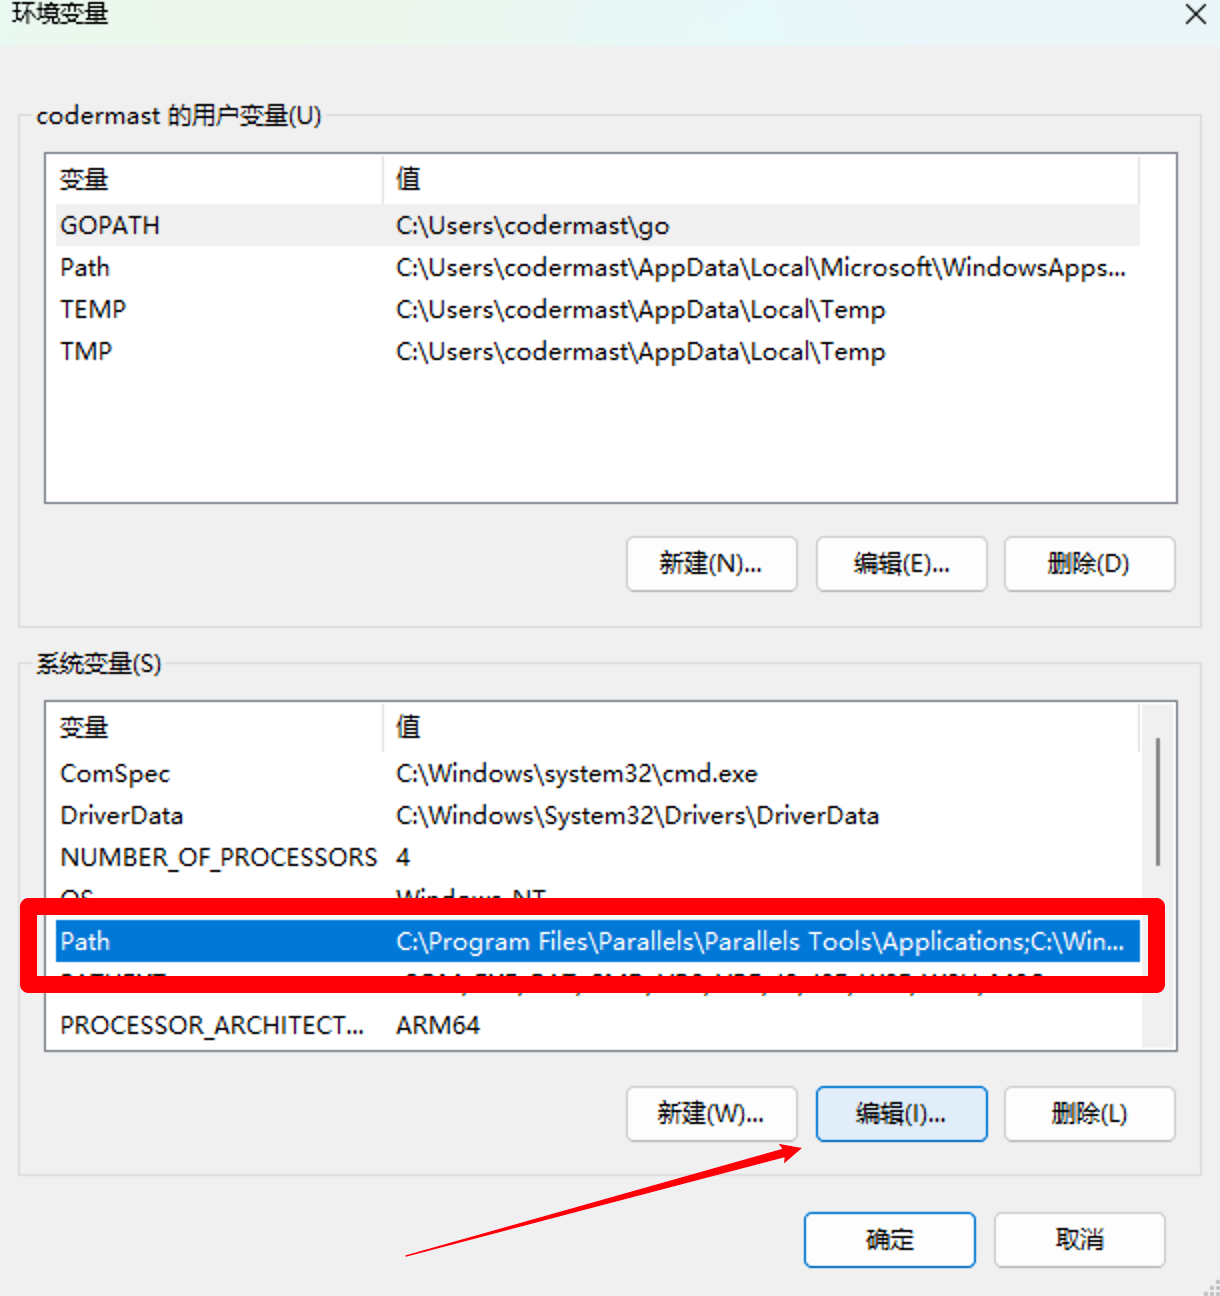 环境变量
codermast 的用户变量(U)
变量 值
GOPATH C:\Users\codermast\go
Path C:\Users\codermast\AppData\Local\Microsoft\WindowsApps...
TEMP C:\Users\codermast\AppData\Local\Temp
TMP C:\Users\codermast\AppData\Local\Temp
新建(N)... 编辑(E)... 删除(D)
系统变量(S)
变量 值
ComSpec C:\Windows\system32\cmd.exe
DriverData C:\Windows\System32\Drivers\DriverData
NUMBER_OF_PROCESSORS 4
OS Windows_NT
Path C:\Program Files\Parallels\Parallels Tools\Applications;C:\Win...
PROCESSOR_ARCHITECT... ARM64
新建(W)... 编辑(I)... 删除(L)
确定 取消